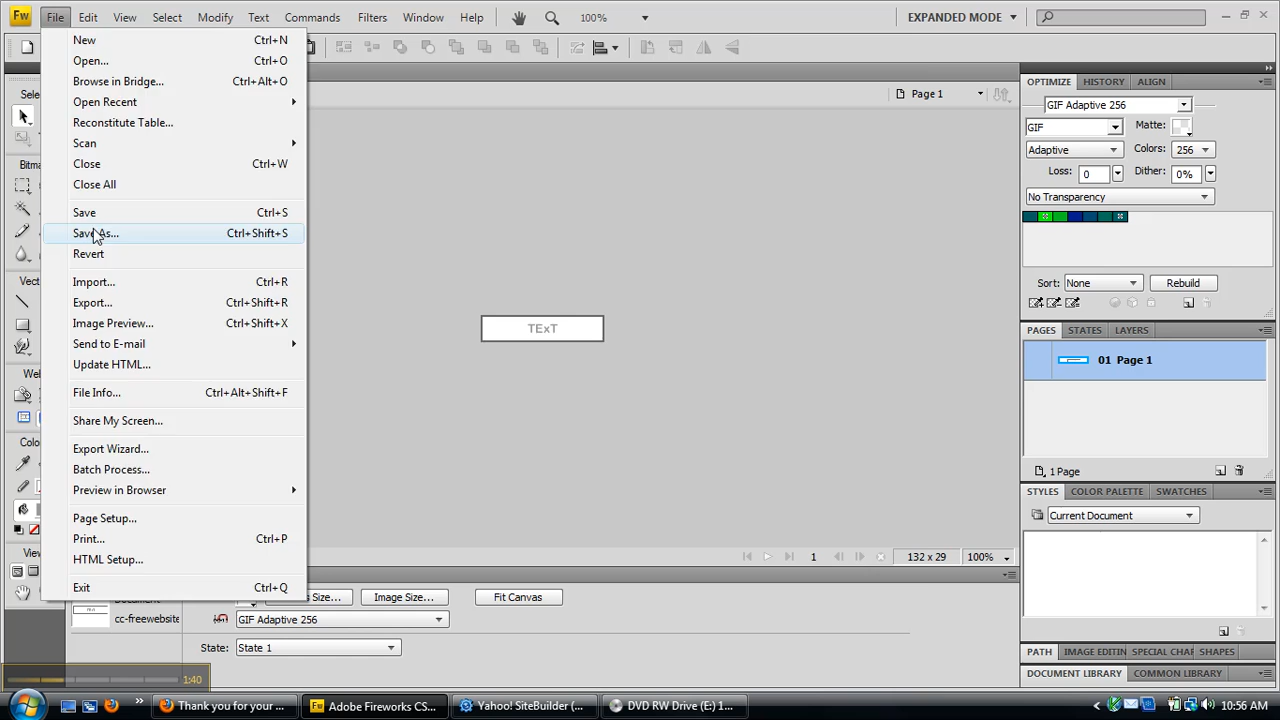 Fw File Edit View Select Modify Text Commands Filters Window Help 100% EXPANDED MODE
New Ctrl+N
Open... Ctrl+O
Browse in Bridge... Ctrl+Alt+O
Open Recent
Reconstitute Table...
Scan
Close Ctrl+W
Close All
Save Ctrl+S
Save As... Ctrl+Shift+S
Revert
Import... Ctrl+R
Export... Ctrl+Shift+R
Image Preview... Ctrl+Shift+X
Send to E-mail
Update HTML...
File Info... Ctrl+Alt+Shift+F
Share My Screen...
Export Wizard...
Batch Process...
Preview in Browser
Page Setup...
Print... Ctrl+P
HTML Setup...
Exit Ctrl+Q
Page 1
TExT
1 132 x 29 100%
Image Size... Fit Canvas
cc-freewebsite
GIF Adaptive 256
State: State 1
1:40
OPTIMIZE HISTORY ALIGN
GIF Adaptive 256
GIF Matte:
Adaptive Colors: 256
Loss: 0 Dither: 0%
No Transparency
Sort: None Rebuild
PAGES STATES LAYERS
01 Page 1
1 Page
STYLES COLOR PALETTE SWATCHES
Current Document
PATH IMAGE EDITIN SPECIAL CHAR SHAPES
DOCUMENT LIBRARY COMMON LIBRARY
Thank you for your ... Adobe Fireworks CS... Yahoo! SiteBuilder (... DVD RW Drive (E:) 1... 10:56 AM